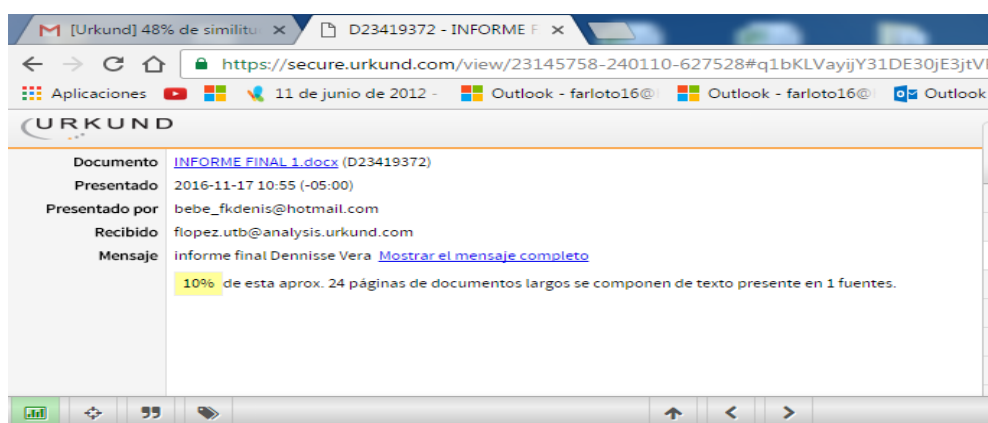 [Urkund] 48% de similitu
D23419372 - INFORME F
https://secure.urkund.com/view/23145758-240110-627528#q1bKLVayijY31DE30jE3jtVI
Aplicaciones
11 de junio de 2012 -
Outlook - farloto16@
Outlook - farloto16@
Outlook
URKUND
Documento INFORME FINAL 1.docx (D23419372)
Presentado 2016-11-17 10:55 (-05:00)
Presentado por bebe_fkdenis@hotmail.com
Recibido flopez.utb@analysis.urkund.com
Mensaje informe final Dennisse Vera Mostrar el mensaje completo
10% de esta aprox. 24 páginas de documentos largos se componen de texto presente en 1 fuentes.